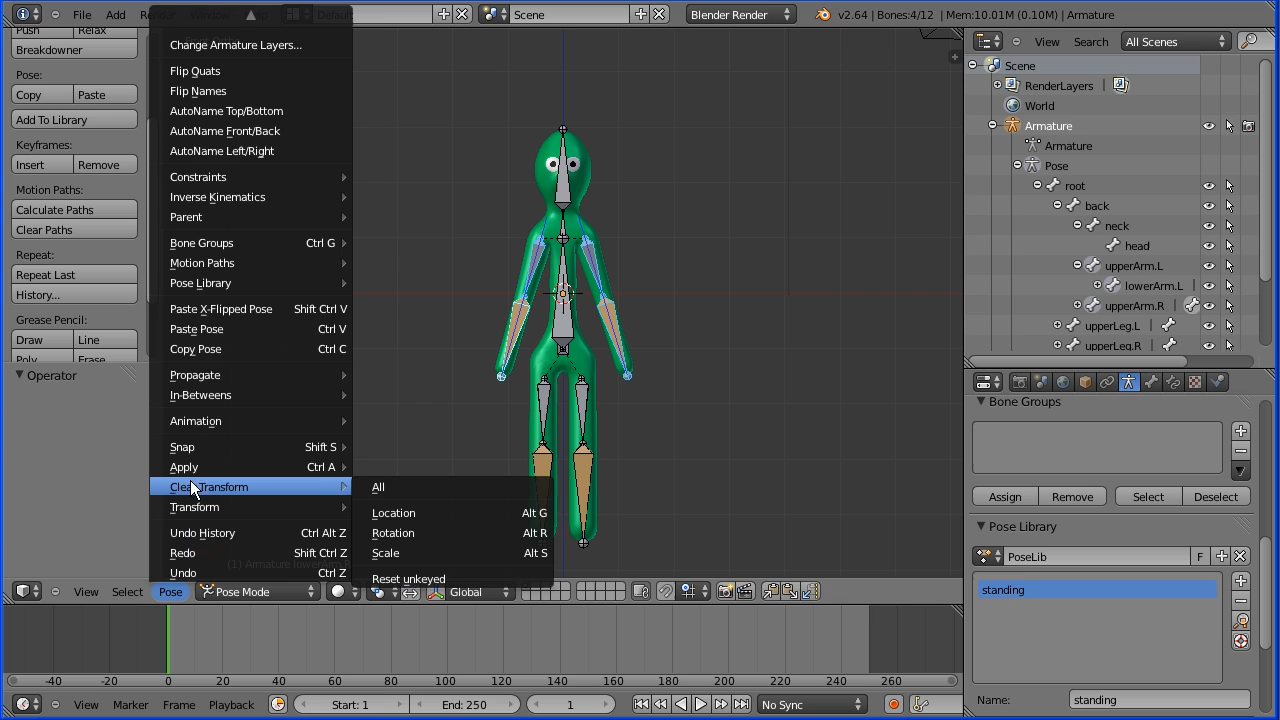 File Add Re Default Scene Blender Render v2.64 | Bones:4/12 | Mem:10.01M (0.10M) | Armature
Push Relax
Breakdowner
Pose:
Copy Paste
Add To Library
Keyframes:
Insert Remove
Motion Paths:
Calculate Paths
Clear Paths
Repeat:
Repeat Last
History...
Grease Pencil:
Draw Line
Poly Erase
Operator
Change Armature Layers...
Flip Quats
Flip Names
AutoName Top/Bottom
AutoName Front/Back
AutoName Left/Right
Constraints
Inverse Kinematics
Parent
Bone Groups Ctrl G
Motion Paths
Pose Library
Paste X-Flipped Pose Shift Ctrl V
Paste Pose Ctrl V
Copy Pose Ctrl C
Propagate
In-Betweens
Animation
Snap Shift S
Apply Ctrl A
Clear Transform
Transform
Undo History Ctrl Alt Z
Redo Shift Ctrl Z
Undo Ctrl Z
All
Location Alt G
Rotation Alt R
Scale Alt S
Reset unkeyed
(1) Armature lowerArm
View Select Pose Pose Mode Global
-40 -20 0 20 40 60 80 100 120 140 160 180 200 220 240 260
View Marker Frame Playback Start: 1 End: 250 1 No Sync
View Search All Scenes
Scene
RenderLayers
World
Armature
Armature
Pose
root
back
neck
head
upperArm.L
lowerArm.L
upperArm.R
upperLeg.L
upperLeg.R
Bone Groups
Assign Remove Select Deselect
Pose Library
PoseLib F
standing
Name: standing